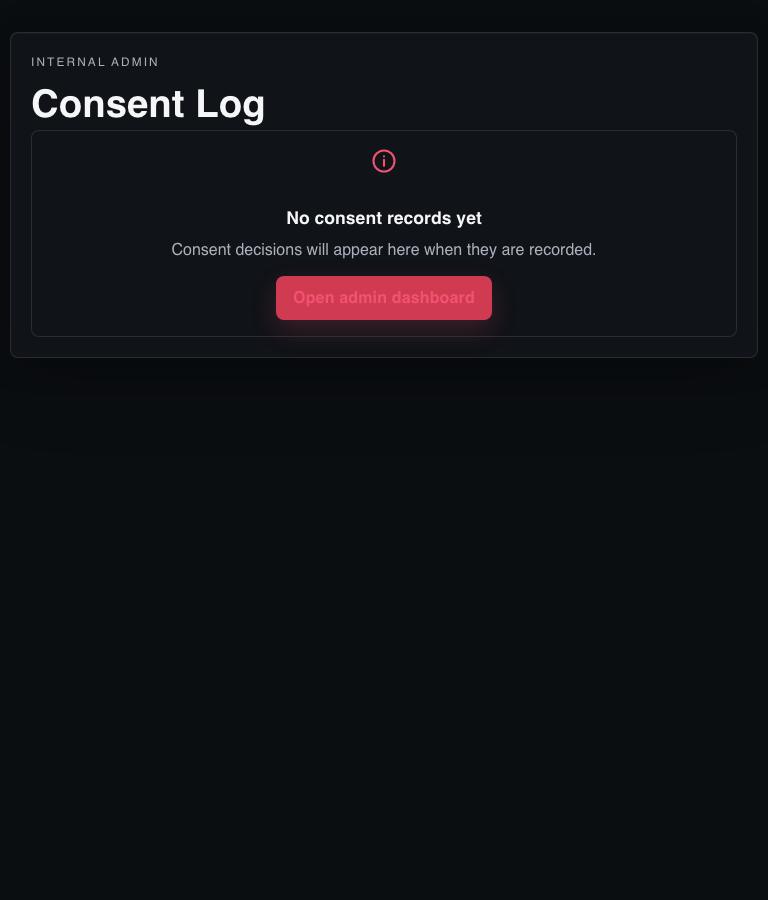 INTERNAL ADMIN
Consent Log
No consent records yet
Consent decisions will appear here when they are recorded.
Open admin dashboard